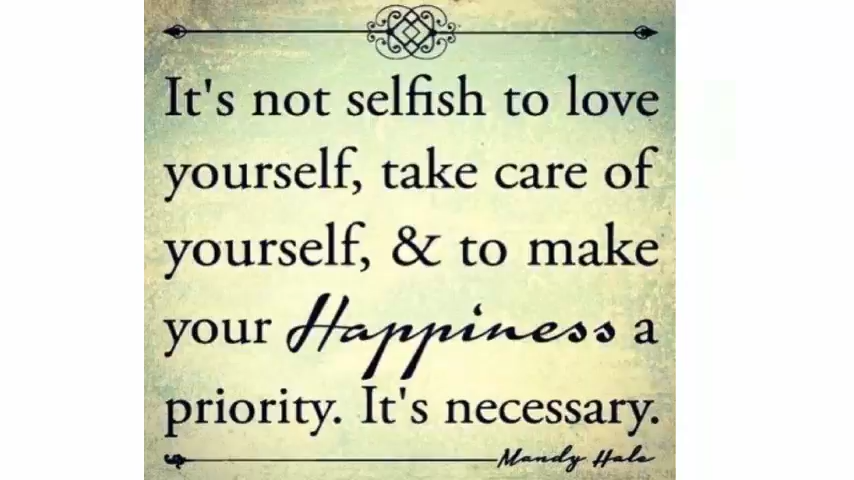 It's not selfish to love
yourself, take care of
yourself, & to make
your Happiness a
priority. It's necessary.
Mandy Hale